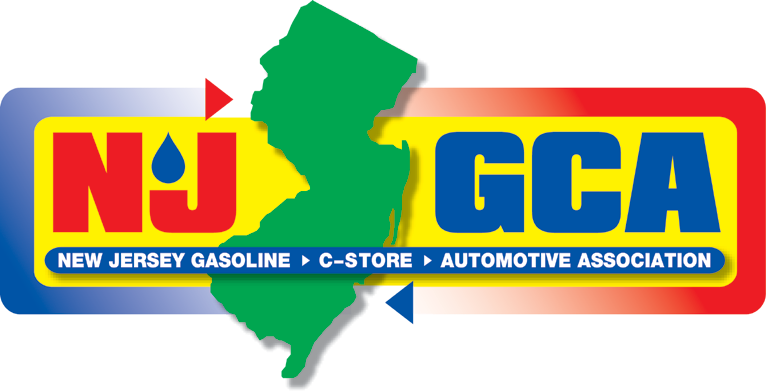 NJ GCA
NEW JERSEY GASOLINE ‣ C-STORE ‣ AUTOMOTIVE ASSOCIATION